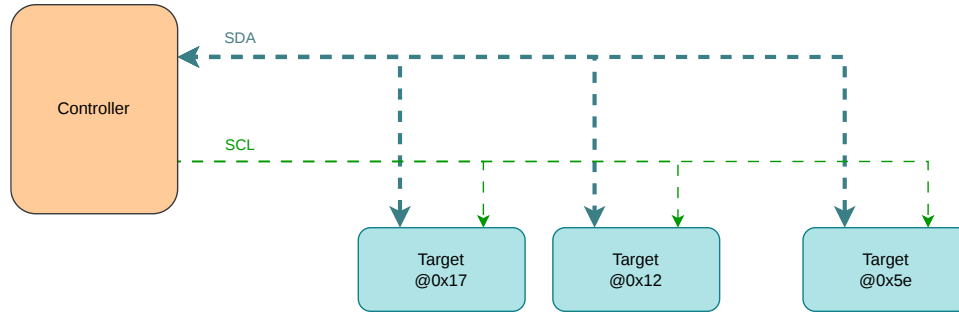 SDA
Controller
SCL
Target
@0x17
Target
@0x12
Target
@0x5e